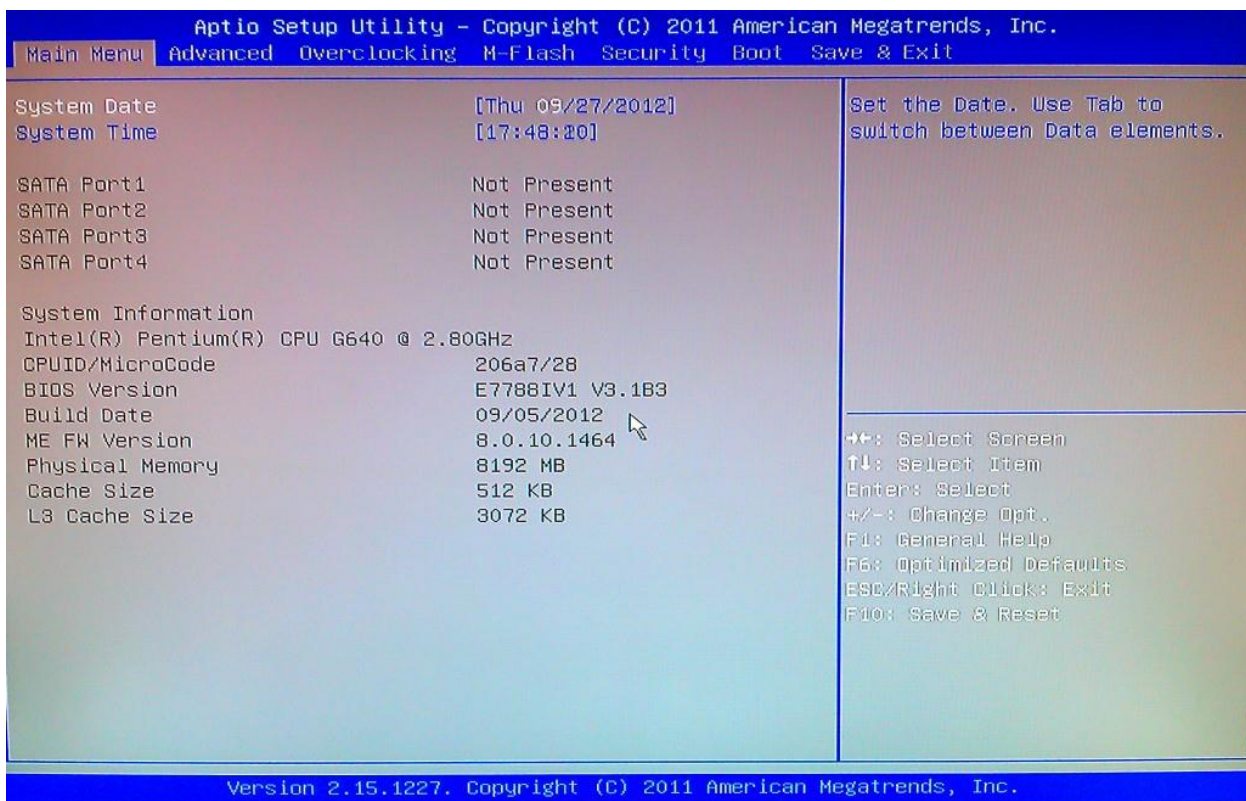 Aptio Setup Utility – Copyright (C) 2011 American Megatrends, Inc.
Main Menu Advanced Overclocking M-Flash Security Boot Save & Exit
System Date [Thu 09/27/2012]
System Time [17:48:20]
SATA Port1 Not Present
SATA Port2 Not Present
SATA Port3 Not Present
SATA Port4 Not Present
System Information
Intel(R) Pentium(R) CPU G640 @ 2.80GHz
CPUID/MicroCode 206a7/28
BIOS Version E7788IV1 V3.1B3
Build Date 09/05/2012
ME FW Version 8.0.10.1464
Physical Memory 8192 MB
Cache Size 512 KB
L3 Cache Size 3072 KB
Set the Date. Use Tab to
switch between Data elements.
→←: Select Screen
↑↓: Select Item
Enter: Select
+/-: Change Opt.
F1: General Help
F6: Optimized Defaults
ESC/Right Click: Exit
F10: Save & Reset
Version 2.15.1227. Copyright (C) 2011 American Megatrends, Inc.